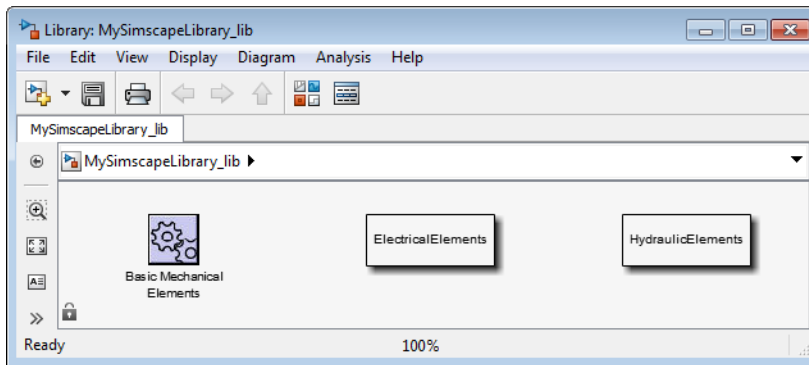 Library: MySimscapeLibrary_lib
File Edit View Display Diagram Analysis Help
MySimscapeLibrary_lib
MySimscapeLibrary_lib
ElectricalElements
HydraulicElements
Basic Mechanical
Elements
Ready 100%